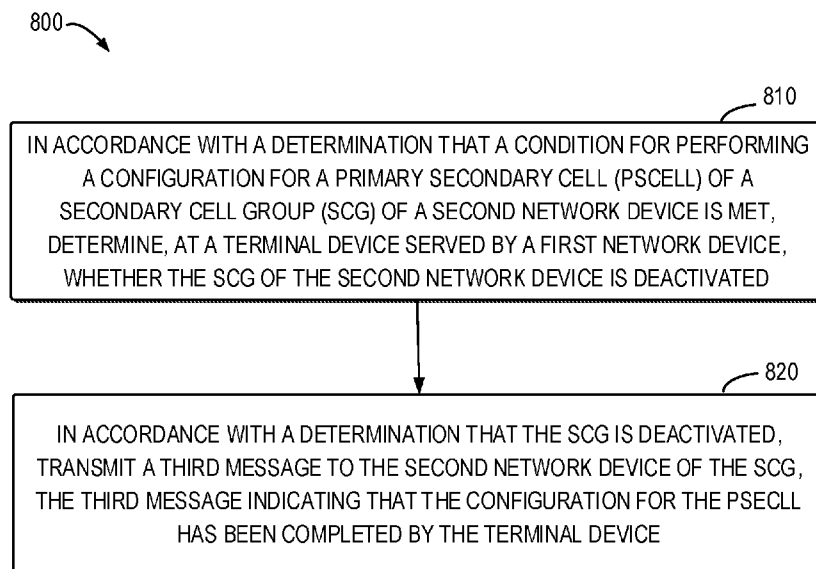 800
810
IN ACCORDANCE WITH A DETERMINATION THAT A CONDITION FOR PERFORMING
A CONFIGURATION FOR A PRIMARY SECONDARY CELL (PSCELL) OF A
SECONDARY CELL GROUP (SCG) OF A SECOND NETWORK DEVICE IS MET,
DETERMINE, AT A TERMINAL DEVICE SERVED BY A FIRST NETWORK DEVICE,
WHETHER THE SCG OF THE SECOND NETWORK DEVICE IS DEACTIVATED
820
IN ACCORDANCE WITH A DETERMINATION THAT THE SCG IS DEACTIVATED,
TRANSMIT A THIRD MESSAGE TO THE SECOND NETWORK DEVICE OF THE SCG,
THE THIRD MESSAGE INDICATING THAT THE CONFIGURATION FOR THE PSECLL
HAS BEEN COMPLETED BY THE TERMINAL DEVICE